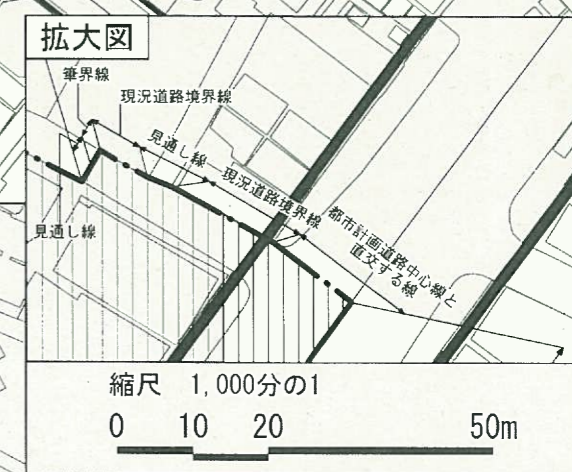 拡大図
筆界線
現況道路境界線
見通し線
現況道路境界線
見通し線
都市計画道路中心線と
直交する線
縮尺 1,000分の1
0 10 20 50m